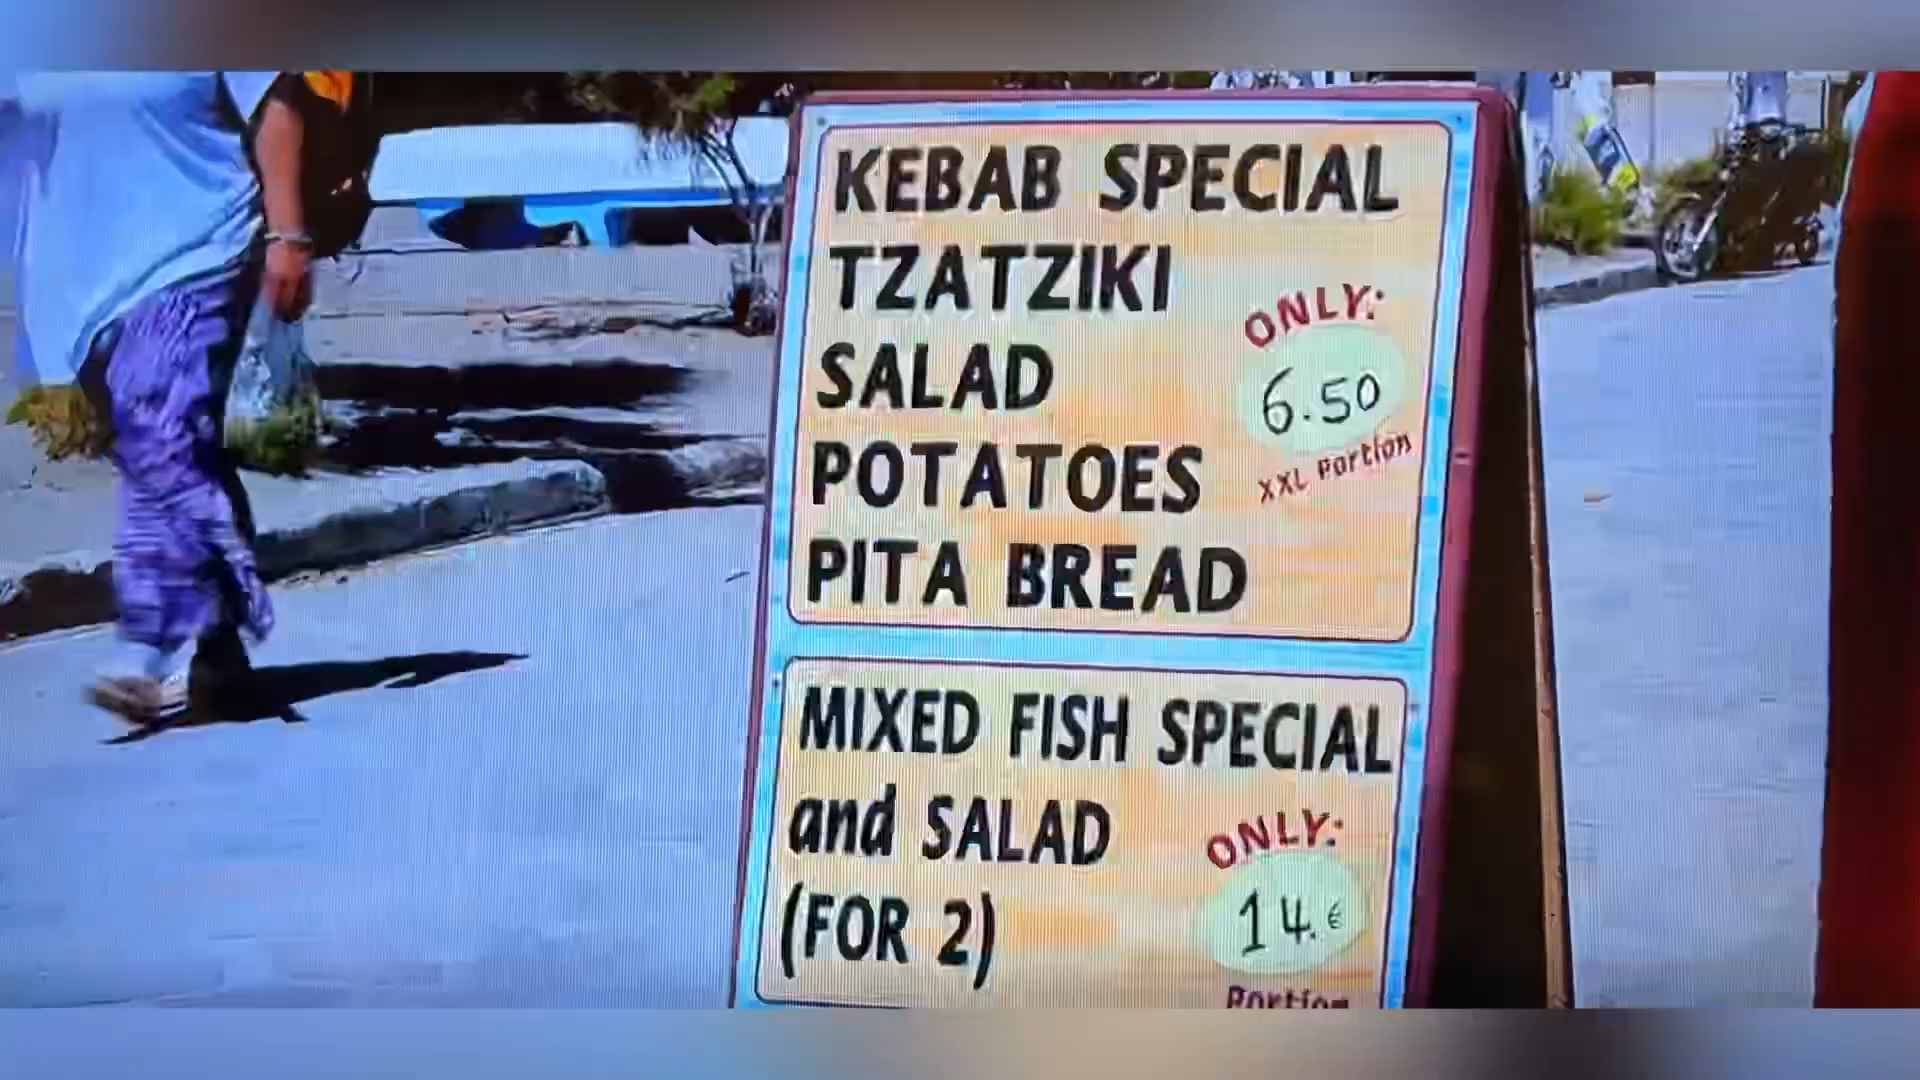 KEBAB SPECIAL
TZATZIKI
SALAD
POTATOES
PITA BREAD
ONLY:
6.50
XXL Portion
MIXED FISH SPECIAL
and SALAD
(FOR 2)
ONLY:
14.€
Portion